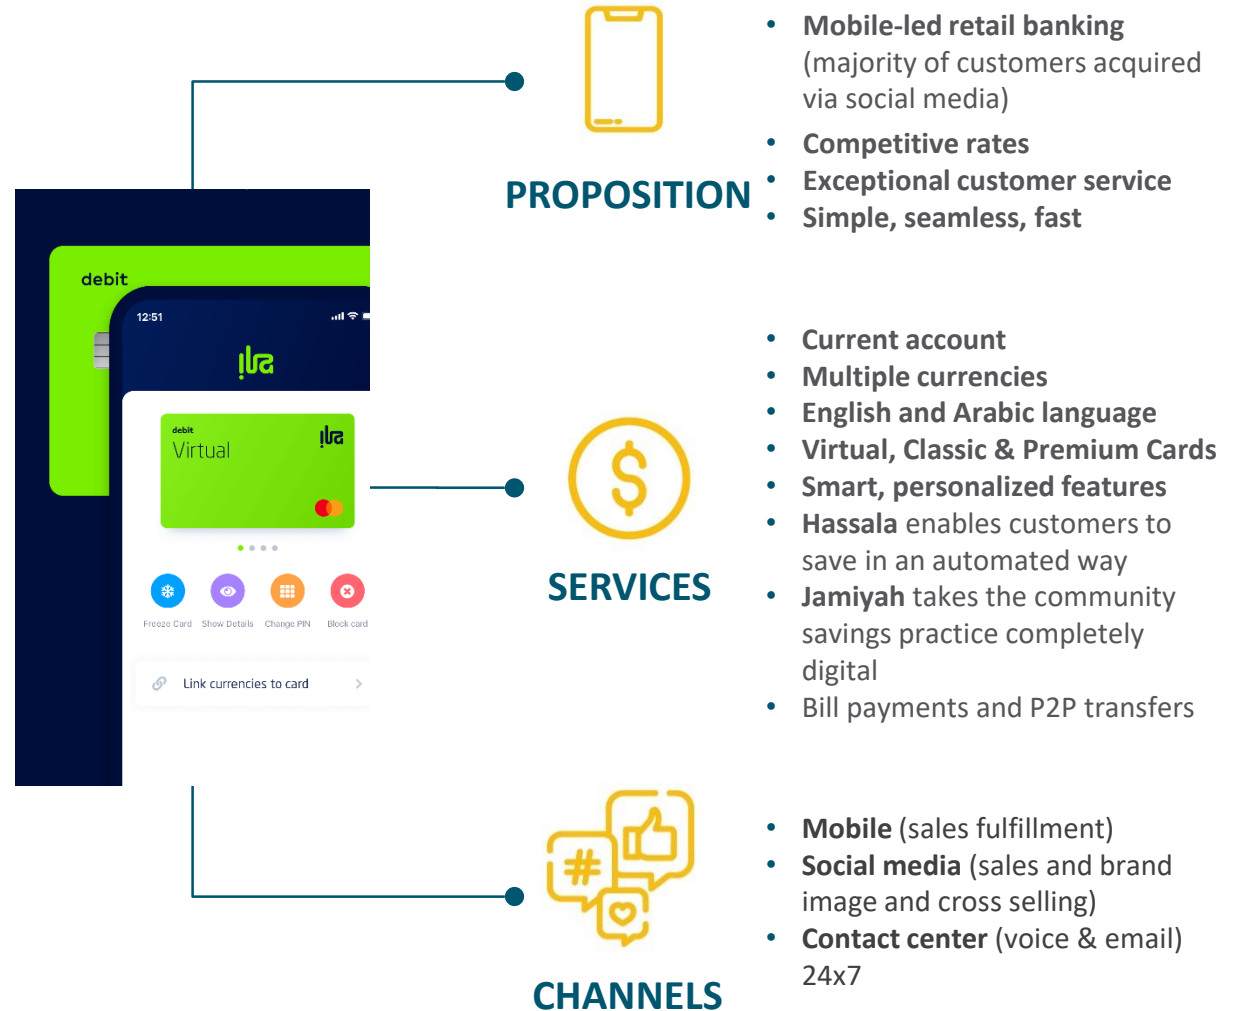 • Mobile-led retail banking
(majority of customers acquired
via social media)
• Competitive rates
• Exceptional customer service
• Simple, seamless, fast
PROPOSITION
debit
12:51
ila
debit
Virtual
ila
Freeze Card Show Details Change PIN Block card
Link currencies to card
• Current account
• Multiple currencies
• English and Arabic language
• Virtual, Classic & Premium Cards
• Smart, personalized features
• Hassala enables customers to
save in an automated way
• Jamiyah takes the community
savings practice completely
digital
• Bill payments and P2P transfers
$
SERVICES
• Mobile (sales fulfillment)
• Social media (sales and brand
image and cross selling)
• Contact center (voice & email)
24x7
#
CHANNELS